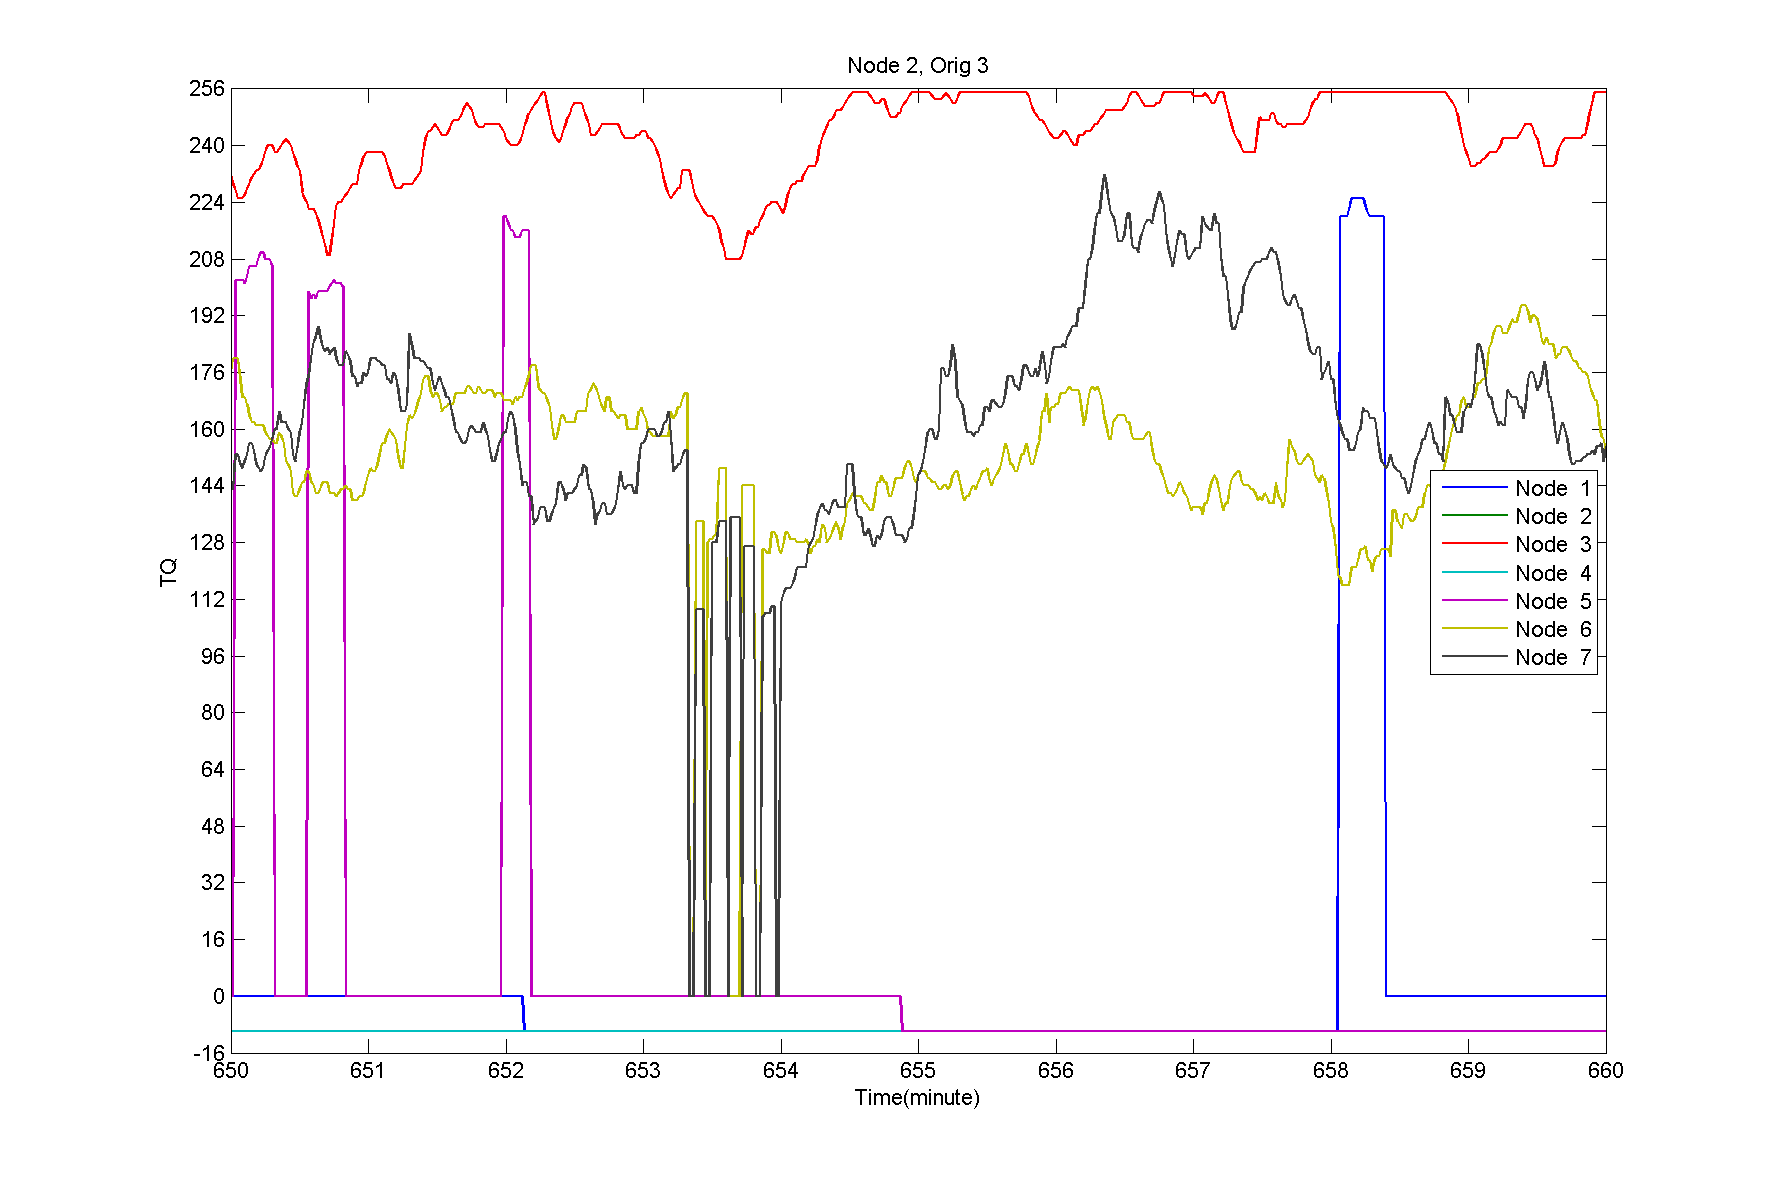 Node 2, Orig 3
256
240
224
208
192
176
160
144
128
112
96
80
64
48
32
16
0
-16
TQ
650 651 652 653 654 655 656 657 658 659 660
Time(minute)
Node 1
Node 2
Node 3
Node 4
Node 5
Node 6
Node 7